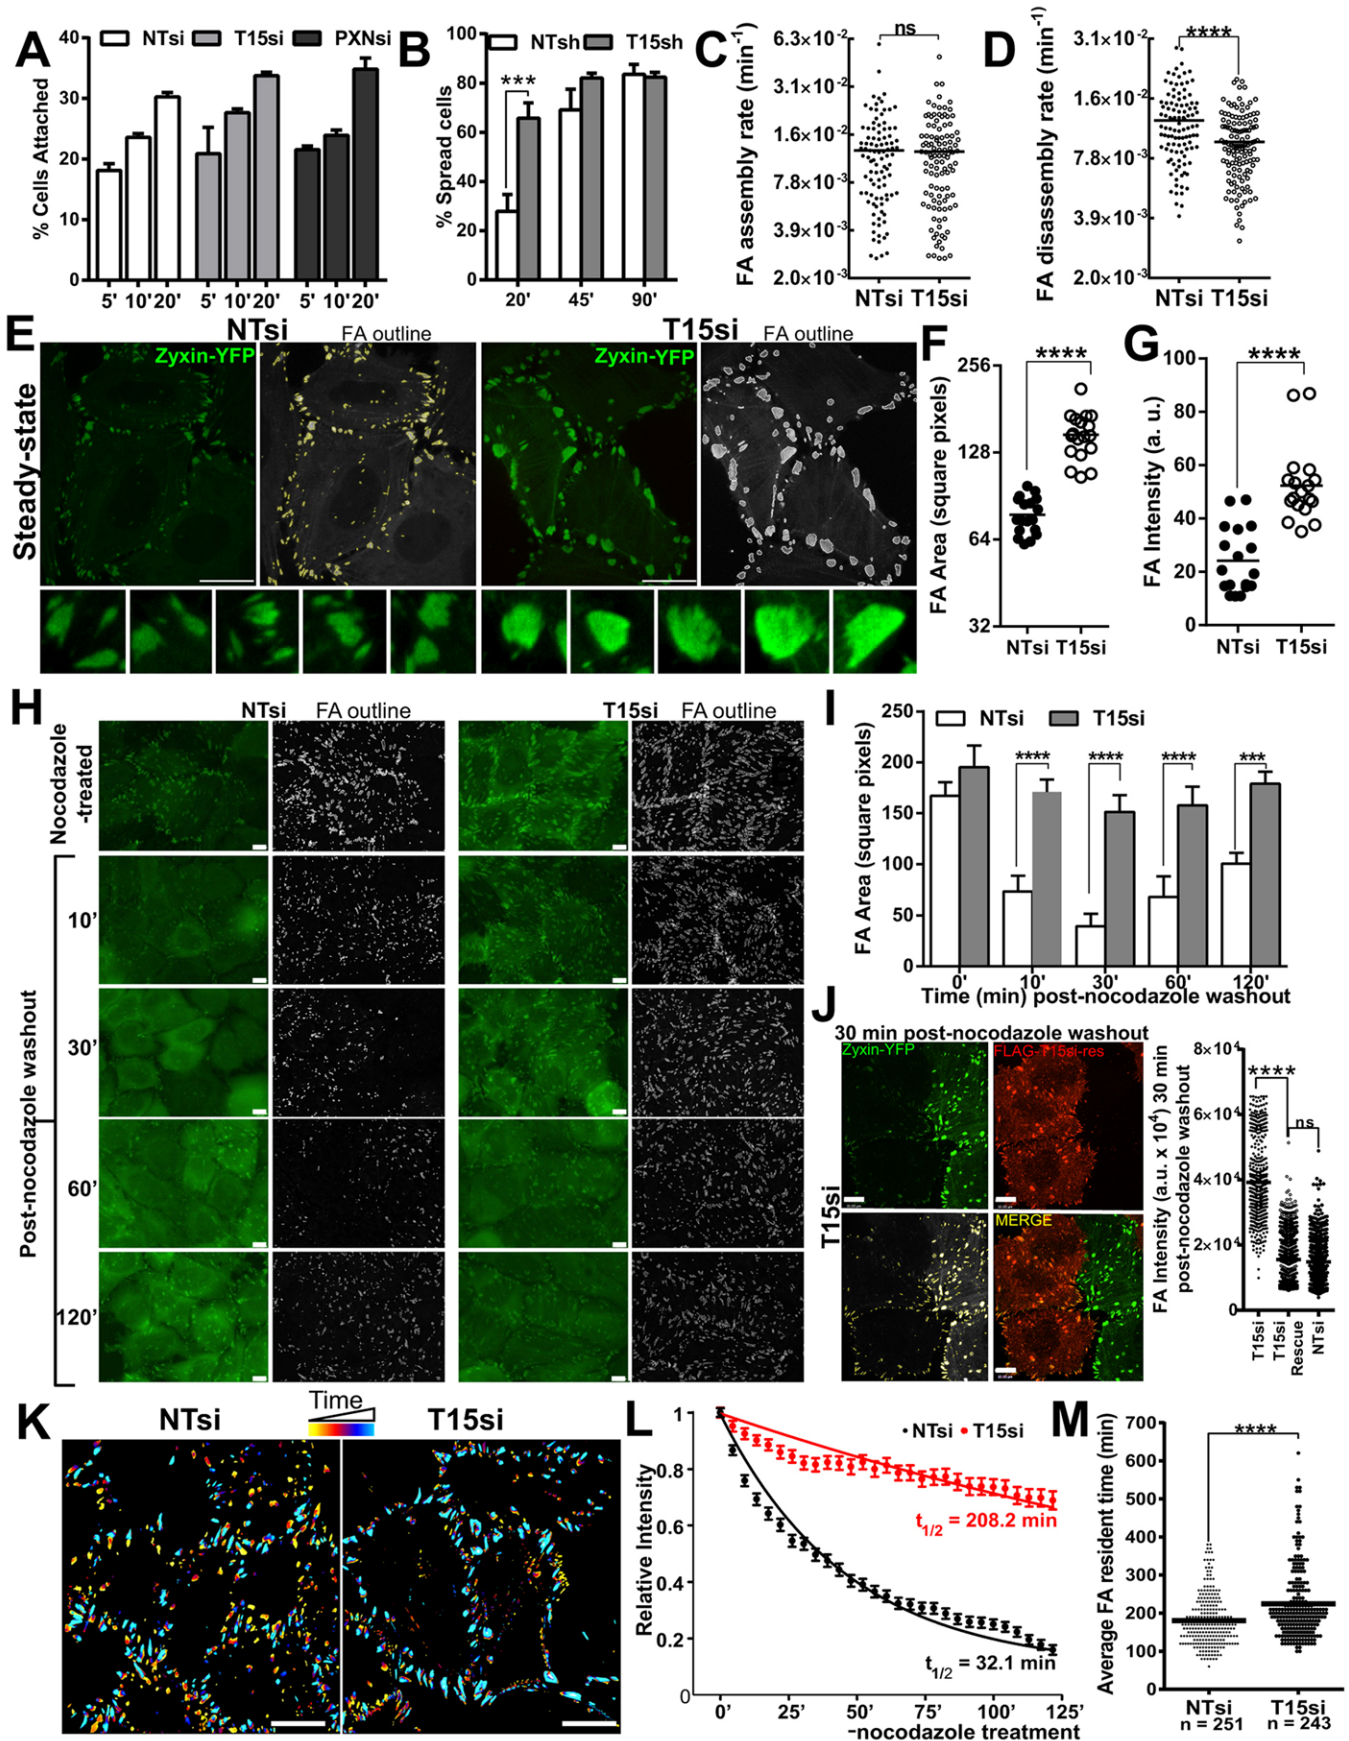 A
NTsi T15si PXNsi
% Cells Attached
40
30
20
10
0
5' 10' 20' 5' 10' 20' 5' 10' 20'
B
NTsh T15sh
% Spread cells
100
80
60
40
20
0
***
20' 45' 90'
C
FA assembly rate (min⁻¹)
6.3×10⁻²
3.1×10⁻²
1.6×10⁻²
7.8×10⁻³
3.9×10⁻³
2.0×10⁻³
ns
NTsi T15si
D
FA disassembly rate (min⁻¹)
3.1×10⁻²
1.6×10⁻²
7.8×10⁻³
3.9×10⁻³
2.0×10⁻³
****
NTsi T15si
E
NTsi FA outline T15si FA outline
Steady-state
Zyxin-YFP
Zyxin-YFP
F
FA Area (square pixels)
256
128
64
32
****
NTsi T15si
G
FA Intensity (a. u.)
100
80
60
40
20
0
****
NTsi T15si
H
NTsi FA outline T15si FA outline
Nocodazole
-treated
Post-nocodazole washout
10'
30'
60'
120'
I
NTsi T15si
FA Area (square pixels)
250
200
150
100
50
0
**** **** **** ***
0' 10' 30' 60' 120'
Time (min) post-nocodazole washout
J
30 min post-nocodazole washout
T15si
Zyxin-YFP
FLAG-T15si-res
MERGE
FA Intensity (a.u. x 10⁴) 30 min
post-nocodazole washout
8×10⁴
6×10⁴
4×10⁴
2×10⁴
0
****
ns
T15si
T15si
Rescue
NTsi
K
NTsi
Time
T15si
L
NTsi T15si
Relative Intensity
1
0.8
0.6
0.4
0.2
0
t1/2 = 208.2 min
t1/2 = 32.1 min
0' 25' 50' 75' 100' 125'
-nocodazole treatment
M
Average FA resident time (min)
700
600
500
400
300
200
100
0
****
NTsi T15si
n = 251 n = 243